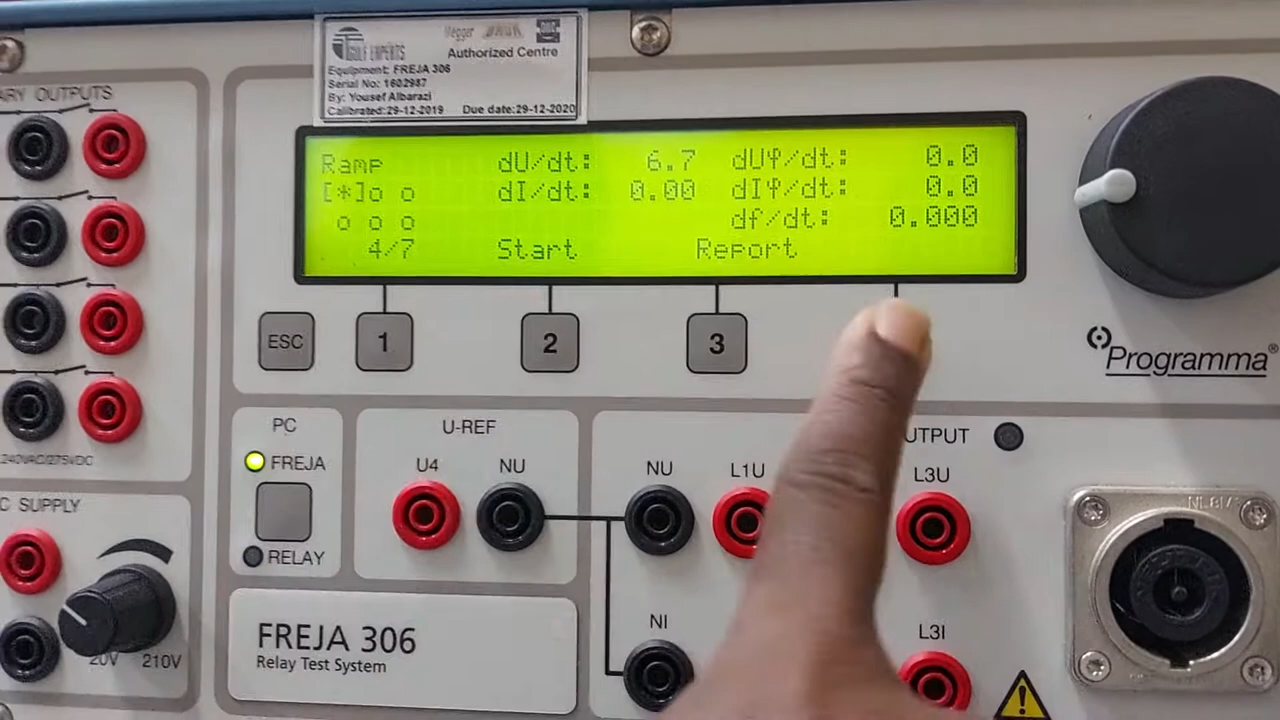 GULF EXPERTS
Megger
Authorized Centre
Equipment: FREJA 306
Serial No: 1602987
By: Yousef Albarazi
Calibrated:29-12-2019 Due date:29-12-2020
ARY OUTPUTS
Ramp dU/dt: 6.7 dUφ/dt: 0.0
[*]o o dI/dt: 0.00 dIφ/dt: 0.0
o o o df/dt: 0.000
4/7 Start Report
ESC 1 2 3
Programma®
PC
FREJA
RELAY
U-REF
U4 NU
NU L1U L3U
UTPUT
240VAC/275VDC
C SUPPLY
20V 210V
NI L3I
FREJA 306
Relay Test System